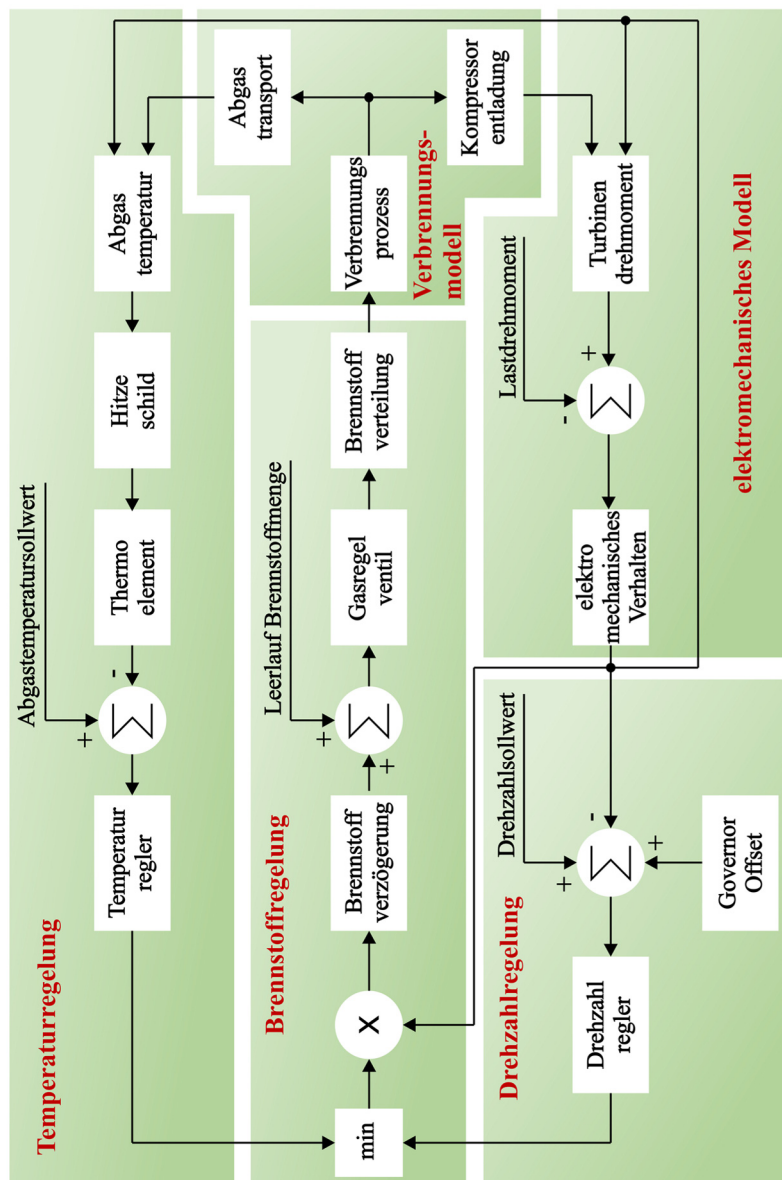 Temperaturregelung
Abgastemperatursollwert
Temperatur
regler
+
-
Σ
Thermo
element
Hitze
schild
Abgas
temperatur
Abgas
transport
Brennstoffregelung
Leerlauf Brennstoffmenge
min
X
Brennstoff
verzögerung
+
+
Σ
Gasregel
ventil
Brennstoff
verteilung
Verbrennungs
prozess
Verbrennungs-
modell
Kompressor
entladung
Drehzahlregelung
Drehzahlsollwert
Drehzahl
regler
+
-
+
Σ
Governor
Offset
elektro
mechanisches
Verhalten
Lastdrehmoment
-
+
Σ
Turbinen
drehmoment
elektromechanisches Modell